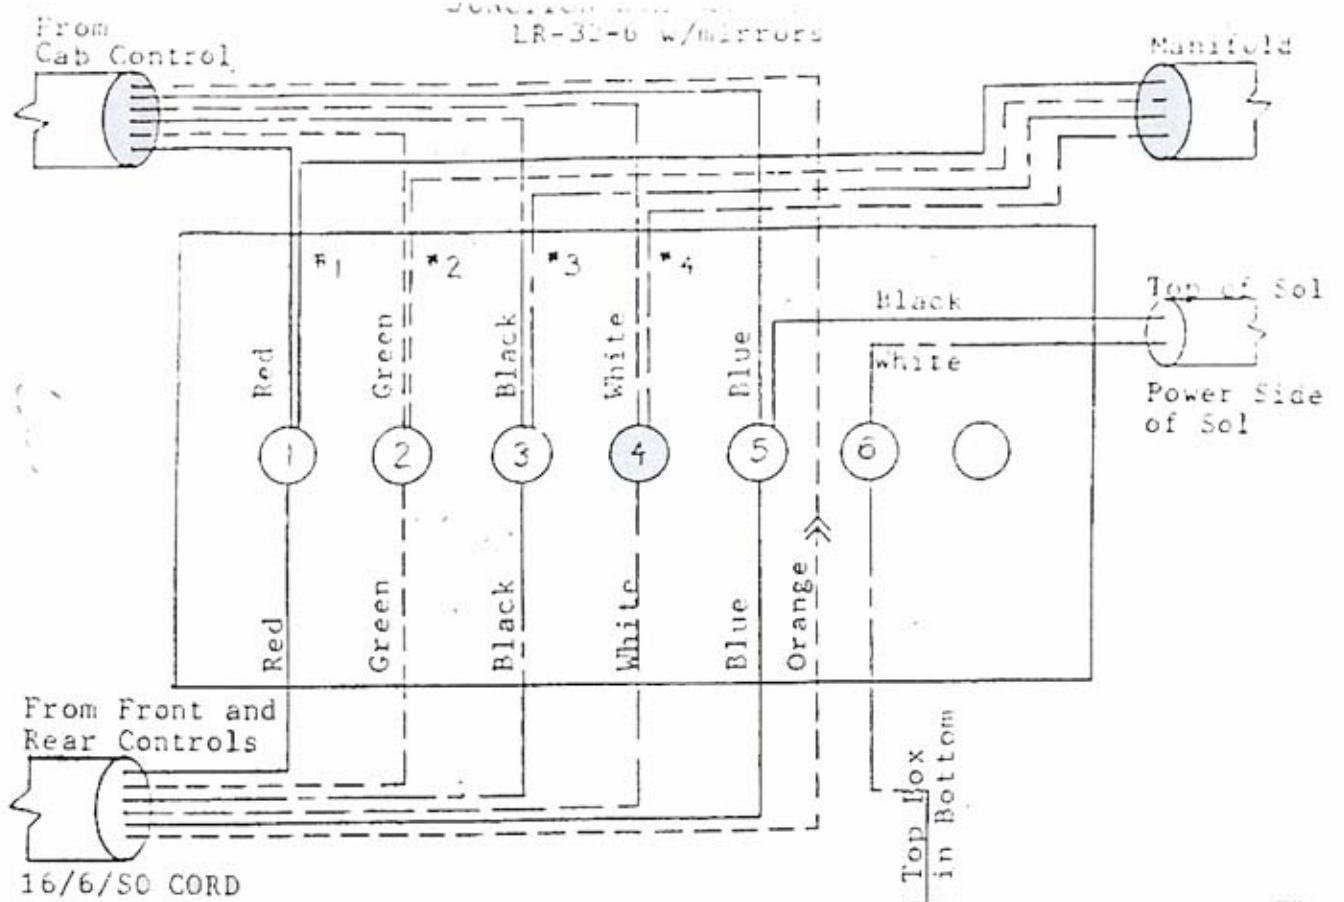 LR-32-6 w/mirrors
From
Cab Control
Manifold
#1
#2
#3
#4
Top of Sol
Black
White
Power Side
of Sol
Red
Green
Black
White
Blue
1
2
3
4
5
6
Red
Green
Black
White
Blue
Orange
From Front and
Rear Controls
16/6/SO CORD
Top Box
in Bottom